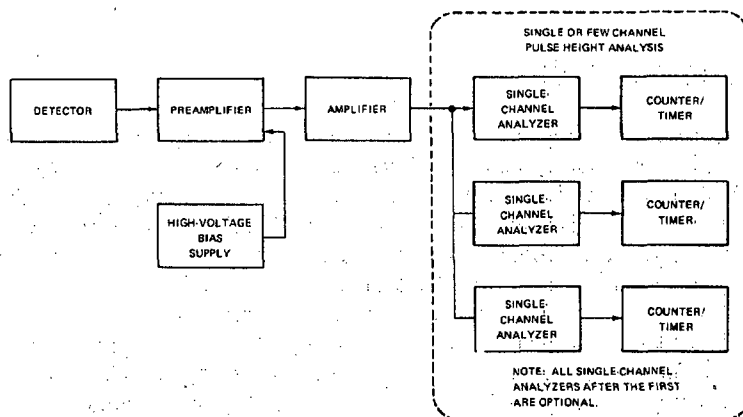 SINGLE OR FEW CHANNEL
PULSE HEIGHT ANALYSIS
DETECTOR
PREAMPLIFIER
AMPLIFIER
SINGLE-
CHANNEL
ANALYZER
COUNTER/
TIMER
HIGH-VOLTAGE
BIAS
SUPPLY
SINGLE-
CHANNEL
ANALYZER
COUNTER/
TIMER
SINGLE-
CHANNEL
ANALYZER
COUNTER/
TIMER
NOTE: ALL SINGLE-CHANNEL
ANALYZERS AFTER THE FIRST
ARE OPTIONAL.